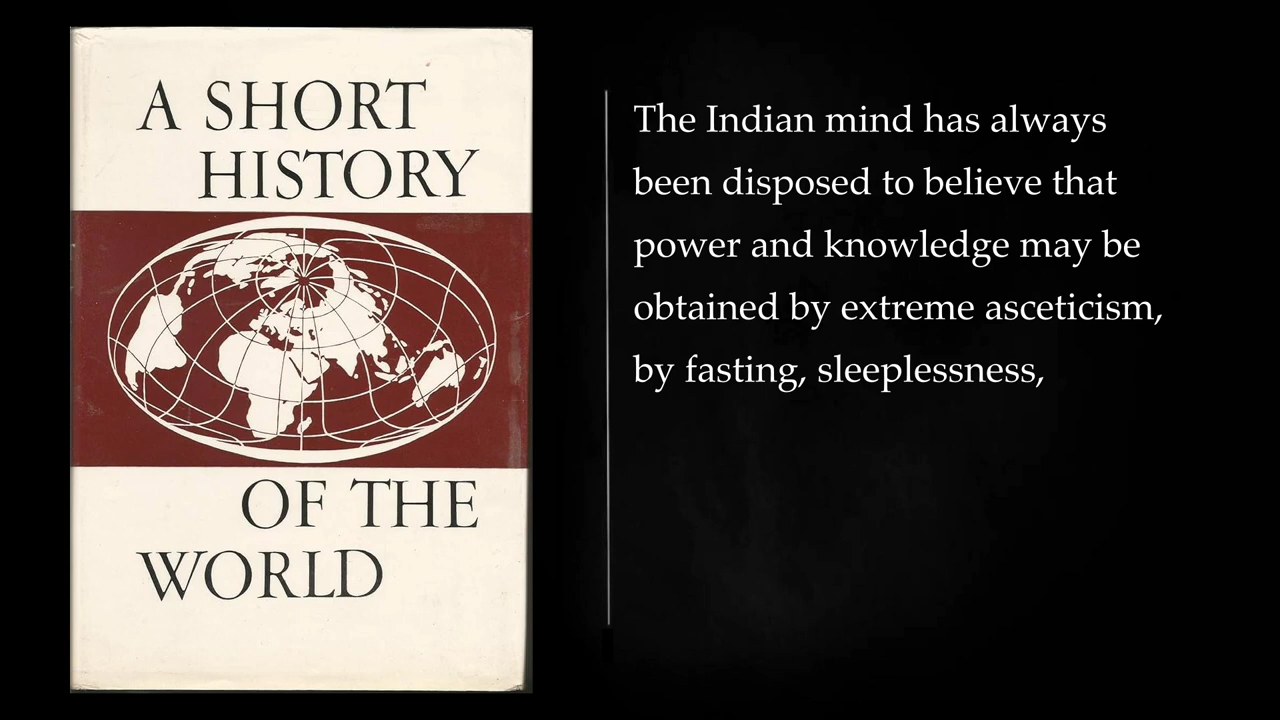 A SHORT
HISTORY
OF THE
WORLD
The Indian mind has always
been disposed to believe that
power and knowledge may be
obtained by extreme asceticism,
by fasting, sleeplessness,